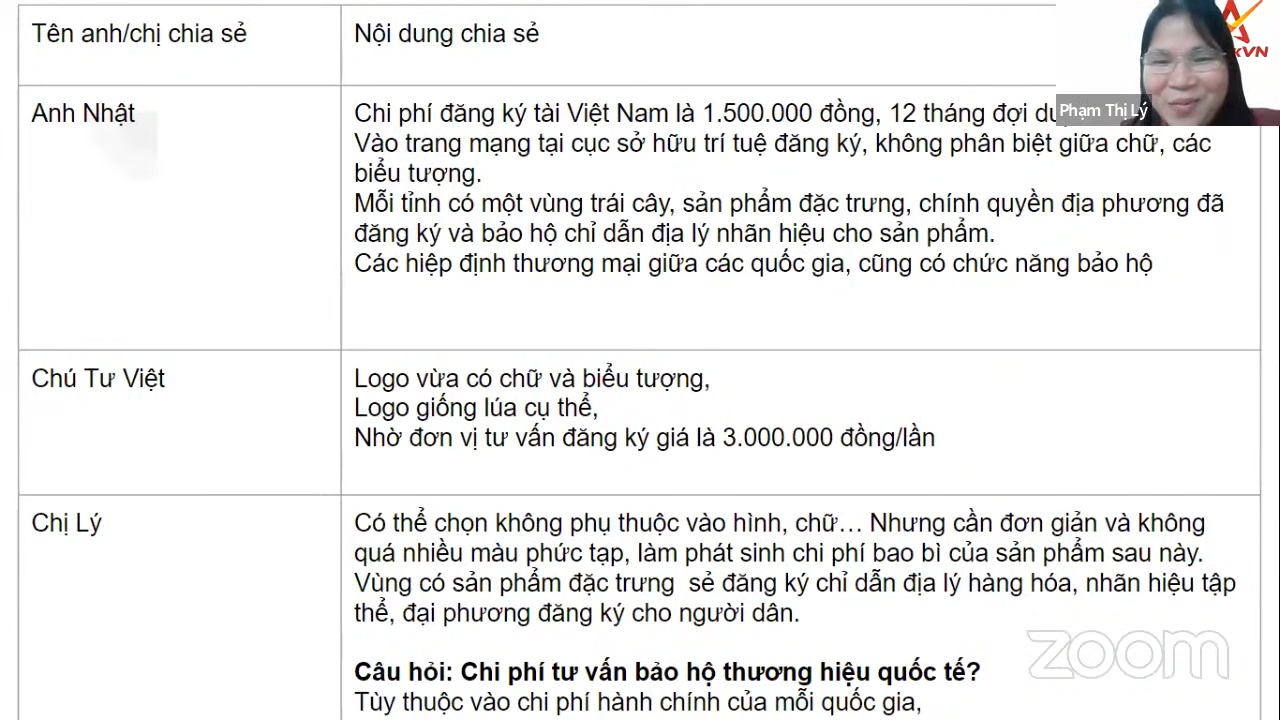 Tên anh/chị chia sẻ
Nội dung chia sẻ
kVN
Phạm Thị Lý
Anh Nhật
Chi phí đăng ký tài Việt Nam là 1.500.000 đồng, 12 tháng đợi
Vào trang mạng tại cục sở hữu trí tuệ đăng ký, không phân biệt giữa chữ, các
biểu tượng.
Mỗi tỉnh có một vùng trái cây, sản phẩm đặc trưng, chính quyền địa phương đã
đăng ký và bảo hộ chỉ dẫn địa lý nhãn hiệu cho sản phẩm.
Các hiệp định thương mại giữa các quốc gia, cũng có chức năng bảo hộ
Chú Tư Việt
Logo vừa có chữ và biểu tượng,
Logo giống lúa cụ thể,
Nhờ đơn vị tư vấn đăng ký giá là 3.000.000 đồng/lần
Chị Lý
Có thể chọn không phụ thuộc vào hình, chữ… Nhưng cần đơn giản và không
quá nhiều màu phức tạp, làm phát sinh chi phí bao bì của sản phẩm sau này.
Vùng có sản phẩm đặc trưng sẻ đăng ký chỉ dẫn địa lý hàng hóa, nhãn hiệu tập
thể, đại phương đăng ký cho người dân.
Câu hỏi: Chi phí tư vấn bảo hộ thương hiệu quốc tế?
Tùy thuộc vào chi phí hành chính của mỗi quốc gia,
zoom